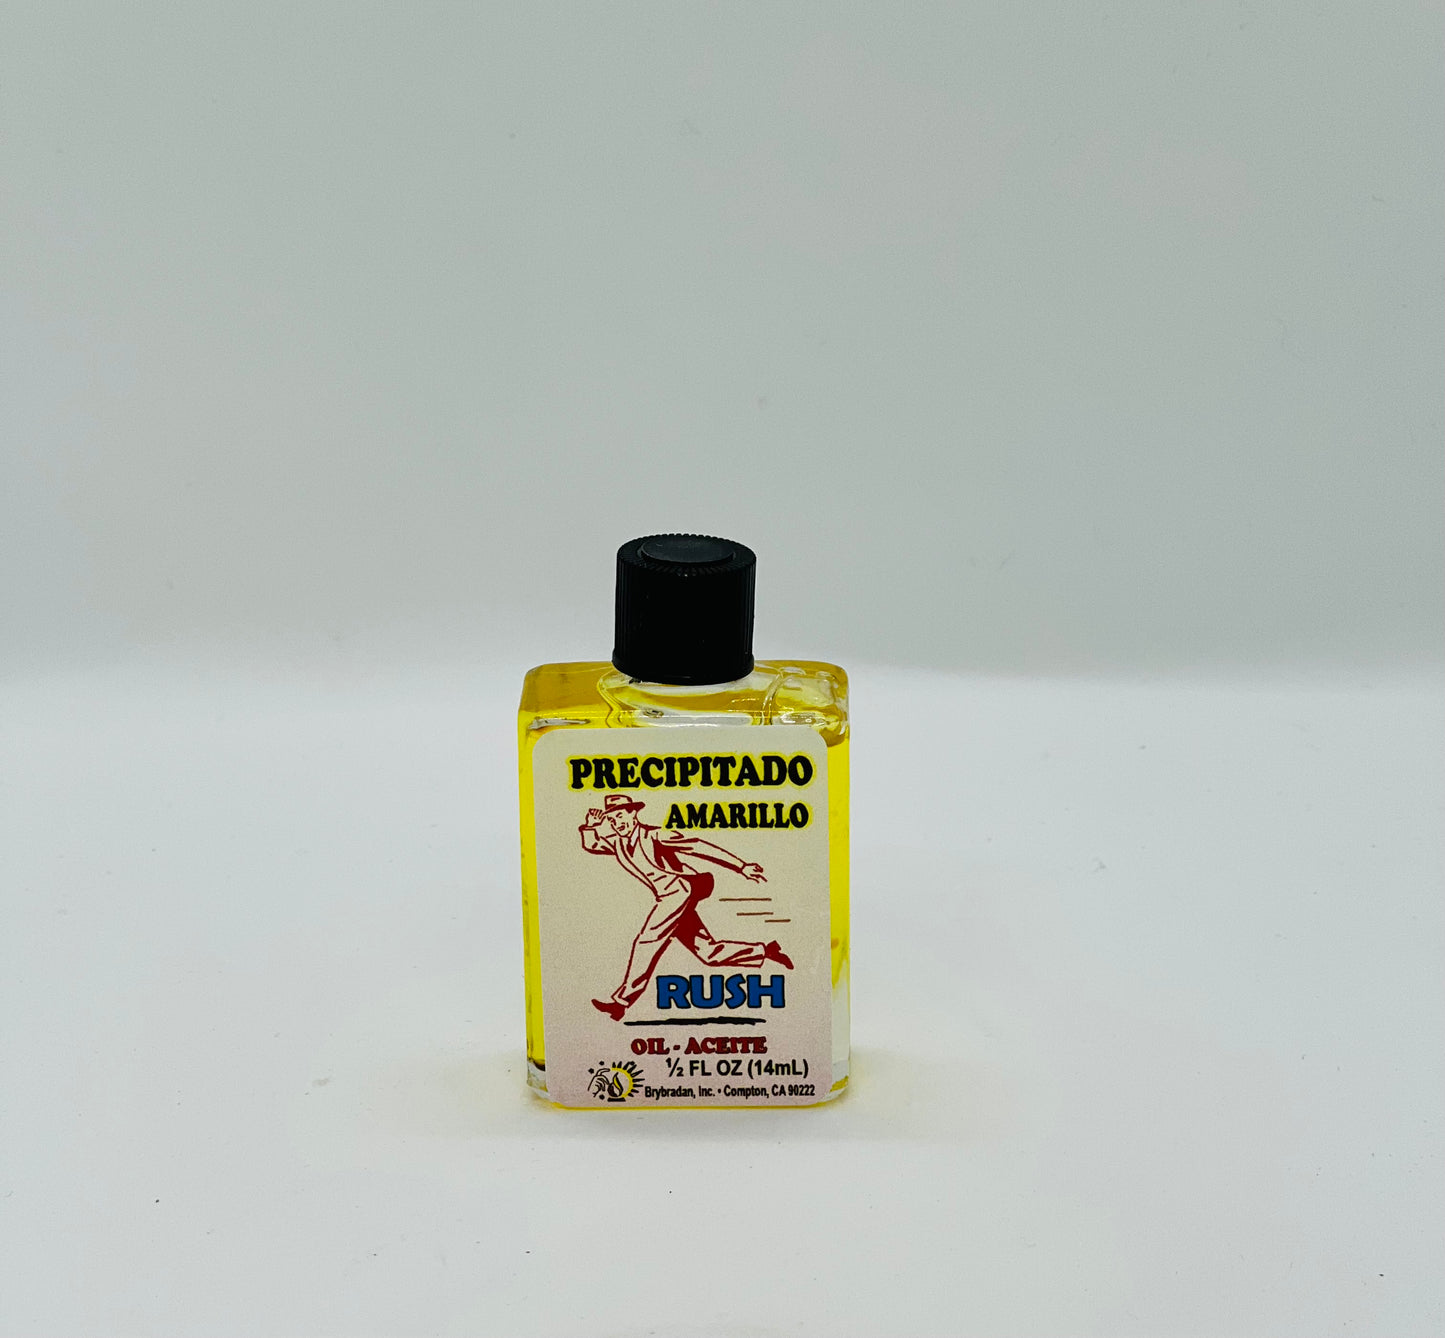 PRECIPITADO
AMARILLO
RUSH
OIL - ACEITE
½ FL OZ (14mL)
Brybradan, Inc. • Compton, CA 90222